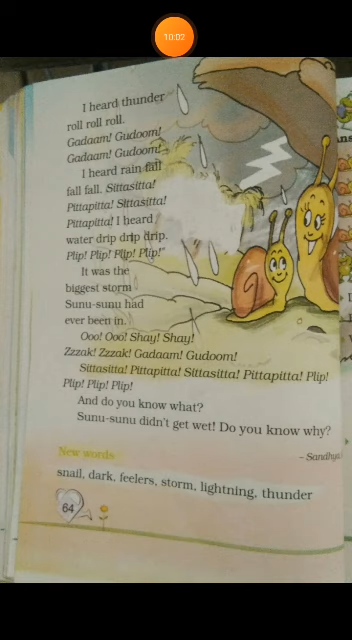 10:02
I heard thunder
roll roll roll.
Gadaam! Gudoom!
Gadaam! Gudoom!
I heard rain fall
fall fall. Sittasitta!
Pittapitta! Sittasitta!
Pittapitta! I heard
water drip drip drip.
Plip! Plip! Plip! Plip!"
It was the
biggest storm
Sunu-sunu had
ever been in.
Ooo! Ooo! Shay! Shay!
Zzzak! Zzzak! Gadaam! Gudoom!
Sittasitta! Pittapitta! Sittasitta! Pittapitta! Plip!
Plip! Plip! Plip!
And do you know what?
Sunu-sunu didn't get wet! Do you know why?
– Sandhya
New words
snail, dark, feelers, storm, lightning, thunder
64